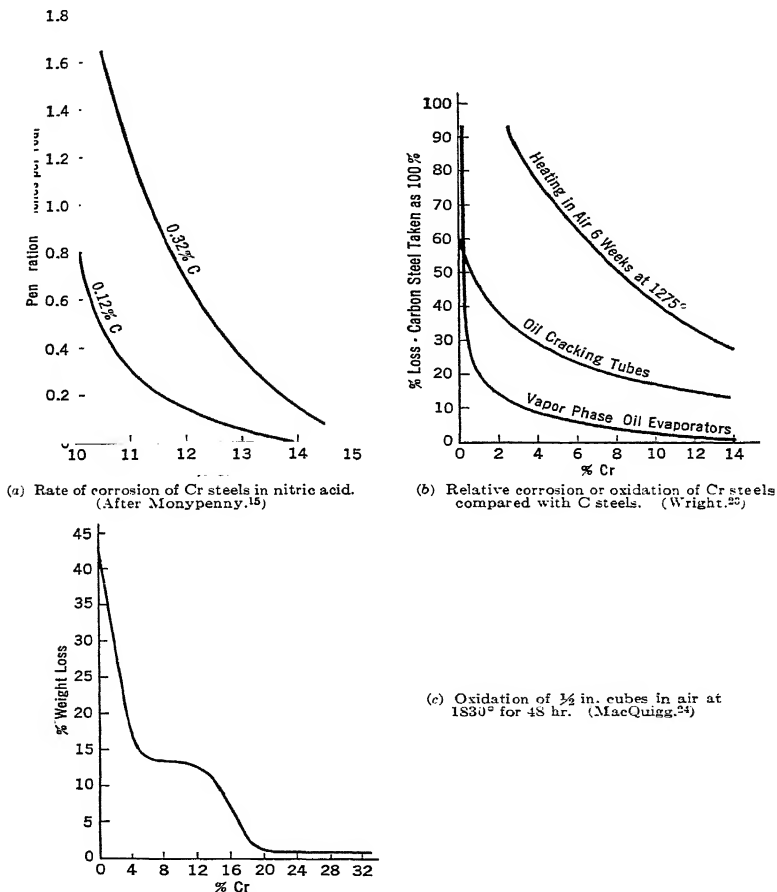 1.8
1.6
1.4
1.2
1.0
0.8
0.6
0.4
0.2
Pen ration
0.32% C
0.12% C
10 11 12 13 14 15
(a) Rate of corrosion of Cr steels in nitric acid.
(After Monypenny.¹⁵)
100
90
80
70
60
50
40
30
20
10
0
% Loss - Carbon Steel Taken as 100%
Heating in Air 6 Weeks at 1275°
Oil Cracking Tubes
Vapor Phase Oil Evaporators
0 2 4 6 8 10 12 14
% Cr
(b) Relative corrosion or oxidation of Cr steels
compared with C steels. (Wright.²³)
45
40
35
30
25
20
15
10
5
0
% Weight Loss
0 4 8 12 16 20 24 28 32
% Cr
(c) Oxidation of ½ in. cubes in air at
1830° for 48 hr. (MacQuigg.²⁴)